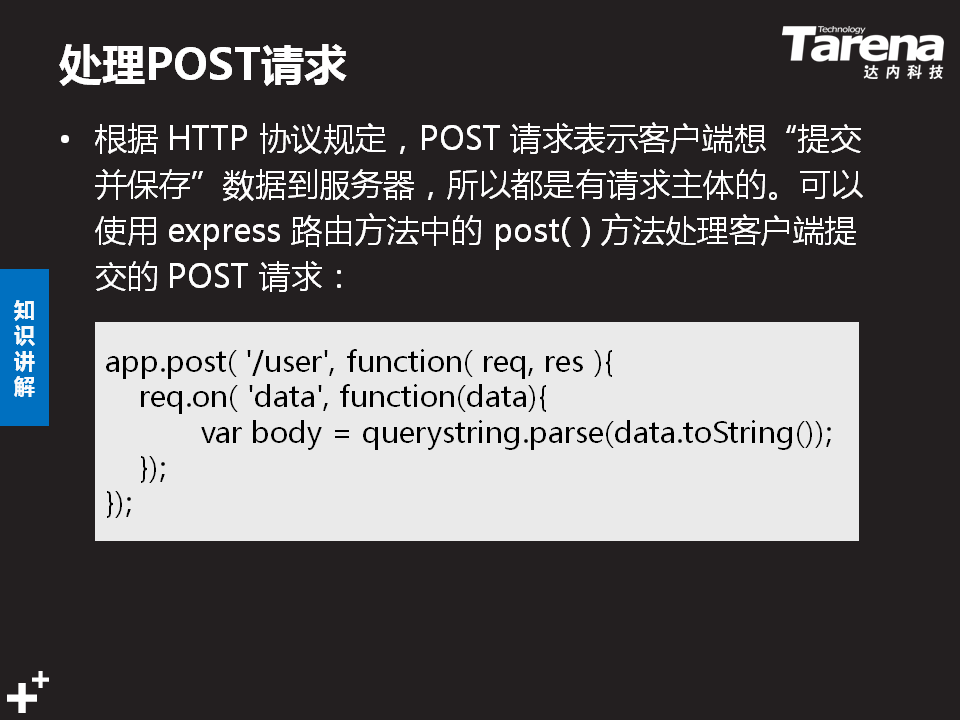 处理POST请求
Technology
Tarena
达内科技
• 根据 HTTP 协议规定，POST 请求表示客户端想“提交
并保存”数据到服务器，所以都是有请求主体的。可以
使用 express 路由方法中的 post( ) 方法处理客户端提
交的 POST 请求：
知
识
讲
解
app.post( '/user', function( req, res ){
req.on( 'data', function(data){
var body = querystring.parse(data.toString());
});
});